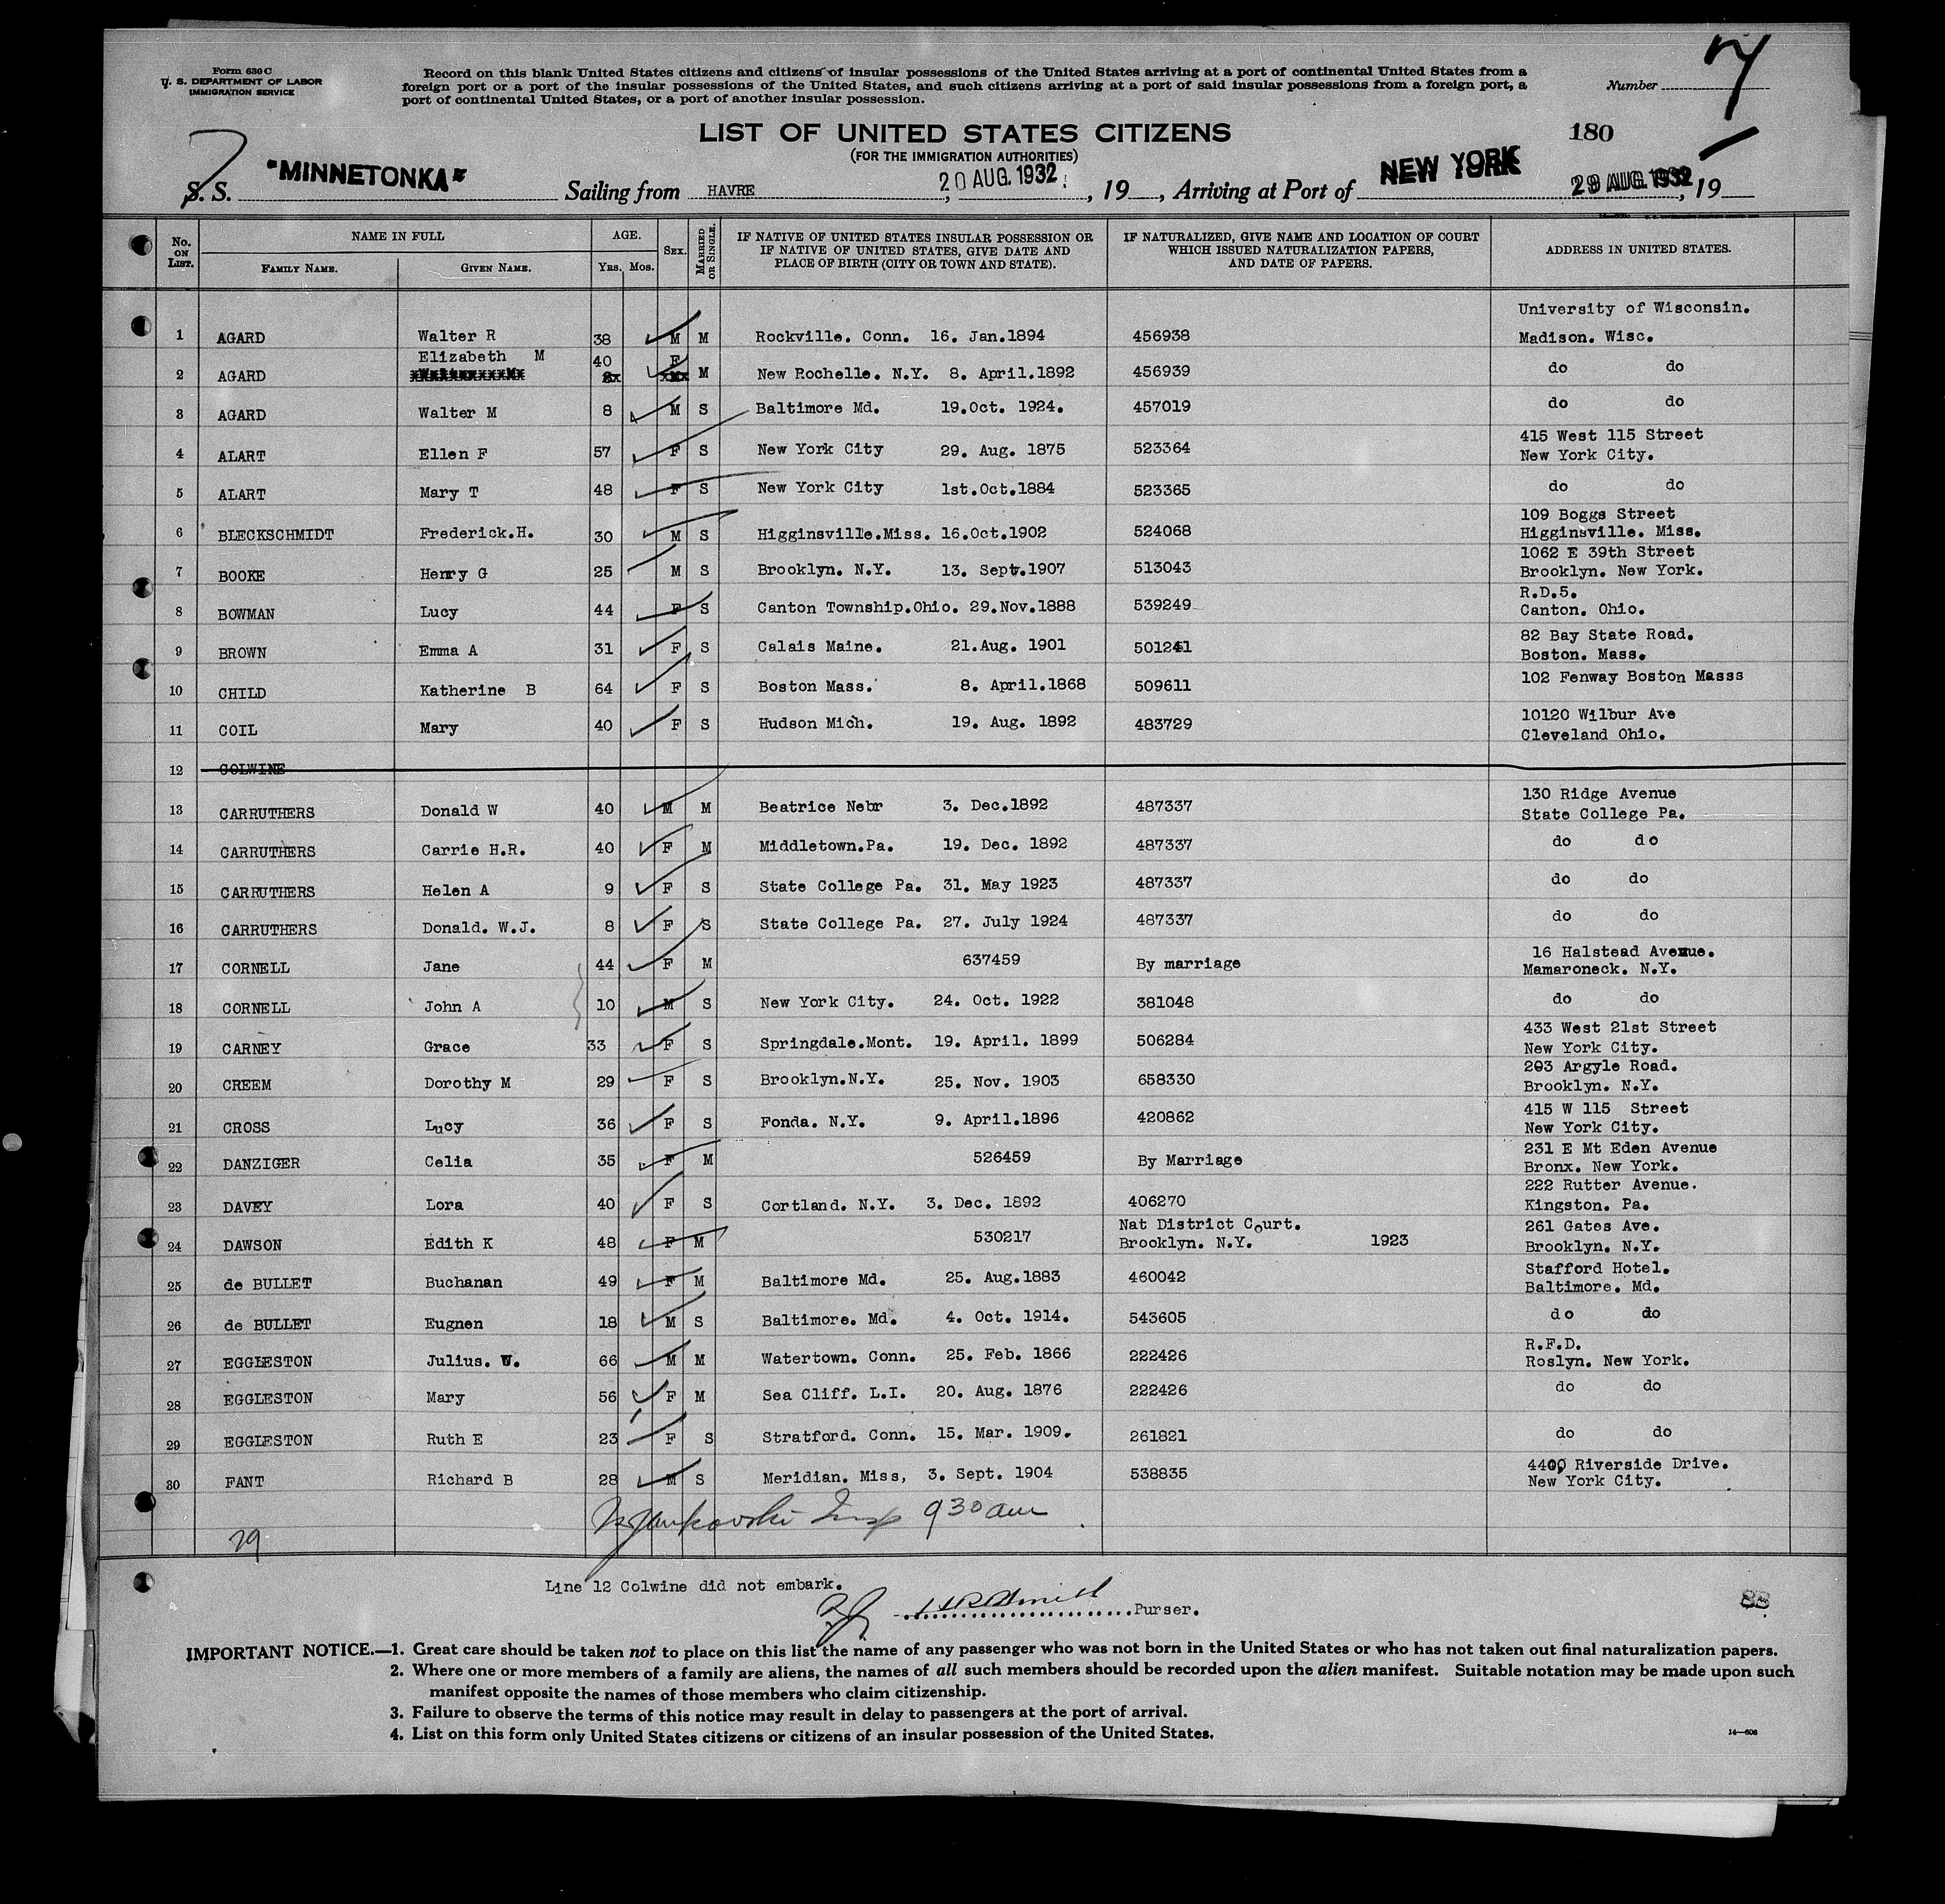 Form 630 C
U. S. DEPARTMENT OF LABOR
IMMIGRATION SERVICE
Record on this blank United States citizens and citizens of insular possessions of the United States arriving at a port of continental United States from a
foreign port or a port of the insular possessions of the United States, and such citizens arriving at a port of said insular possessions from a foreign port, a
port of continental United States, or a port of another insular possession.
Number
LIST OF UNITED STATES CITIZENS
180
(FOR THE IMMIGRATION AUTHORITIES)
S. S. "MINNETONKA" Sailing from HAVRE, 20 AUG. 1932, 19__, Arriving at Port of NEW YORK 29 AUG. 1932, 19
No. ON LIST. NAME IN FULL FAMILY NAME. GIVEN NAME. AGE. Yrs. Mos. SEX. MARRIED OR SINGLE. IF NATIVE OF UNITED STATES INSULAR POSSESSION OR IF NATIVE OF UNITED STATES, GIVE DATE AND PLACE OF BIRTH (CITY OR TOWN AND STATE). IF NATURALIZED, GIVE NAME AND LOCATION OF COURT WHICH ISSUED NATURALIZATION PAPERS, AND DATE OF PAPERS. ADDRESS IN UNITED STATES.
University of Wisconsin.
1 AGARD Walter R 38 M M Rockville. Conn. 16. Jan.1894 456938 Madison. Wisc.
Elizabeth M 40 F
2 AGARD M New Rochelle. N.Y. 8. April.1892 456939 do do
3 AGARD Walter M 8 M S Baltimore Md. 19.Oct. 1924. 457019 do do
415 West 115 Street
4 ALART Ellen F 57 F S New York City 29. Aug. 1875 523364 New York City.
5 ALART Mary T 48 F S New York City 1st.Oct.1884 523365 do do
109 Boggs Street
6 BLECKSCHMIDT Frederick.H. 30 M S Higginsville.Miss. 16.Oct.1902 524068 Higginsville. Miss.
1062 E 39th Street
7 BOOKE Henry G 25 M S Brooklyn. N.Y. 13. Sept.1907 513043 Brooklyn. New York.
R.D.5.
8 BOWMAN Lucy 44 F S Canton Township.Ohio. 29.Nov.1888 539249 Canton. Ohio.
82 Bay State Road.
9 BROWN Emma A 31 F S Calais Maine. 21.Aug. 1901 501241 Boston. Mass.
10 CHILD Katherine B 64 F S Boston Mass. 8. April.1868 509611 102 Fenway Boston Masss
10120 Wilbur Ave
11 COIL Mary 40 F S Hudson Mich. 19. Aug. 1892 483729 Cleveland Ohio.
12 COLWINE
130 Ridge Avenue
13 CARRUTHERS Donald W 40 M M Beatrice Nebr 3. Dec.1892 487337 State College Pa.
14 CARRUTHERS Carrie H.R. 40 F M Middletown.Pa. 19. Dec. 1892 487337 do do
15 CARRUTHERS Helen A 9 F S State College Pa. 31. May 1923 487337 do do
16 CARRUTHERS Donald. W.J. 8 F S State College Pa. 27. July 1924 487337 do do
16 Halstead Avenue.
17 CORNELL Jane 44 F M 637459 By marriage Mamaroneck. N.Y.
18 CORNELL John A 10 M S New York City. 24. Oct. 1922 381048 do do
433 West 21st Street
19 CARNEY Grace 33 F S Springdale.Mont. 19. April. 1899 506284 New York City.
293 Argyle Road.
20 CREEM Dorothy M 29 F S Brooklyn.N.Y. 25. Nov. 1903 658330 Brooklyn. N.Y.
415 W 115 Street
21 CROSS Lucy 36 F S Fonda. N.Y. 9. April.1896 420862 New York City.
231 E Mt Eden Avenue
22 DANZIGER Celia 35 F M 526459 By Marriage Bronx. New York.
222 Rutter Avenue.
23 DAVEY Lora 40 F S Cortland. N.Y. 3. Dec. 1892 406270 Kingston. Pa.
Nat District Court. 261 Gates Ave.
24 DAWSON Edith K 48 F M 530217 Brooklyn. N.Y. 1923 Brooklyn. N.Y.
Stafford Hotel.
25 de BULLET Buchanan 49 F M Baltimore Md. 25. Aug.1883 460042 Baltimore. Md.
26 de BULLET Eugnen 18 M S Baltimore. Md. 4. Oct. 1914. 543605 do do
R.F.D.
27 EGGLESTON Julius. W. 66 M M Watertown. Conn. 25. Feb. 1866 222426 Roslyn. New York.
28 EGGLESTON Mary 56 F M Sea Cliff. L.I. 20. Aug. 1876 222426 do do
29 EGGLESTON Ruth E 23 F S Stratford. Conn. 15. Mar. 1909. 261821 do do
4400 Riverside Drive.
30 FANT Richard B 28 M S Meridian. Miss, 3. Sept. 1904 538835 New York City.
Insp 930 am
29
Line 12 Colwine did not embark.
Purser.
88
IMPORTANT NOTICE.—1. Great care should be taken not to place on this list the name of any passenger who was not born in the United States or who has not taken out final naturalization papers.
2. Where one or more members of a family are aliens, the names of all such members should be recorded upon the alien manifest. Suitable notation may be made upon such
manifest opposite the names of those members who claim citizenship.
3. Failure to observe the terms of this notice may result in delay to passengers at the port of arrival.
4. List on this form only United States citizens or citizens of an insular possession of the United States.
14—608